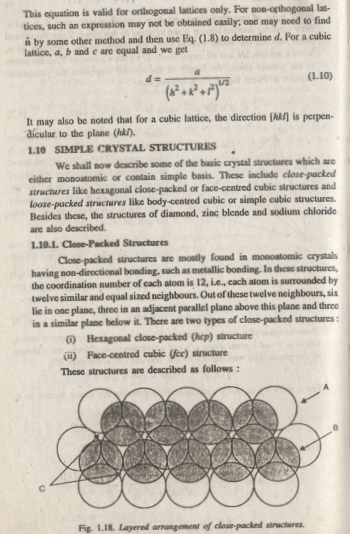 This equation is valid for orthogonal lattices only. For non-orthogonal lat-
tices, such an expression may not be obtained easily; one may need to find
n̂ by some other method and then use Eq. (1.8) to determine d. For a cubic
lattice, a, b and c are equal and we get
d = a / (h² + k² + l²)^1/2 (1.10)
It may also be noted that for a cubic lattice, the direction [hkl] is perpen-
dicular to the plane (hkl).
1.10 SIMPLE CRYSTAL STRUCTURES
We shall now describe some of the basic crystal structures which are
either monoatomic or contain simple basis. These include close-packed
structures like hexagonal close-packed or face-centred cubic structures and
loose-packed structures like body-centred cubic or simple cubic structures.
Besides these, the structures of diamond, zinc blende and sodium chloride
are also described.
1.10.1. Close-Packed Structures
Close-packed structures are mostly found in monoatomic crystals
having non-directional bonding, such as metallic bonding. In these structures,
the coordination number of each atom is 12, i.e., each atom is surrounded by
twelve similar and equal sized neighbours. Out of these twelve neighbours, six
lie in one plane, three in an adjacent parallel plane above this plane and three
in a similar plane below it. There are two types of close-packed structures :
(i) Hexagonal close-packed (hcp) structure
(ii) Face-centred cubic (fcc) structure
These structures are described as follows :
A
B
C
Fig. 1.18. Layered arrangement of close-packed structures.